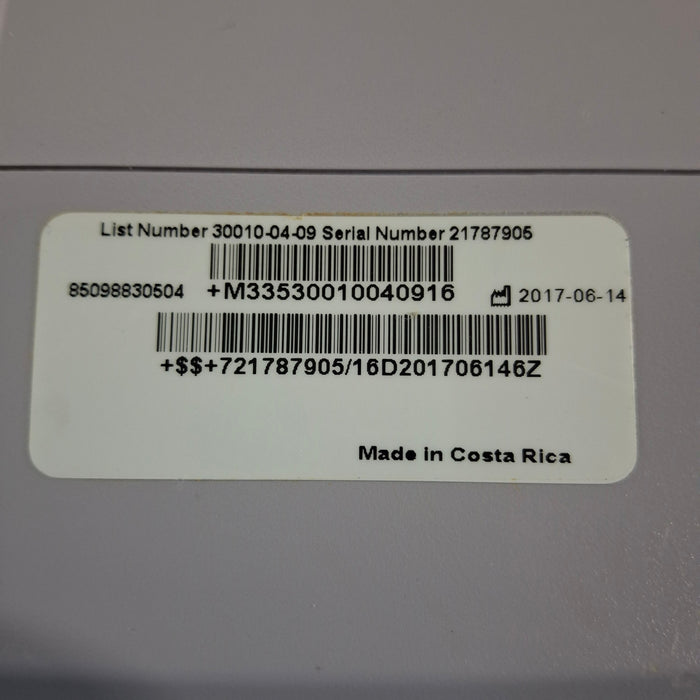 List Number 30010-04-09 Serial Number 21787905
85098830504 +M33530010040916 2017-06-14
+$$+721787905/16D201706146Z
Made in Costa Rica